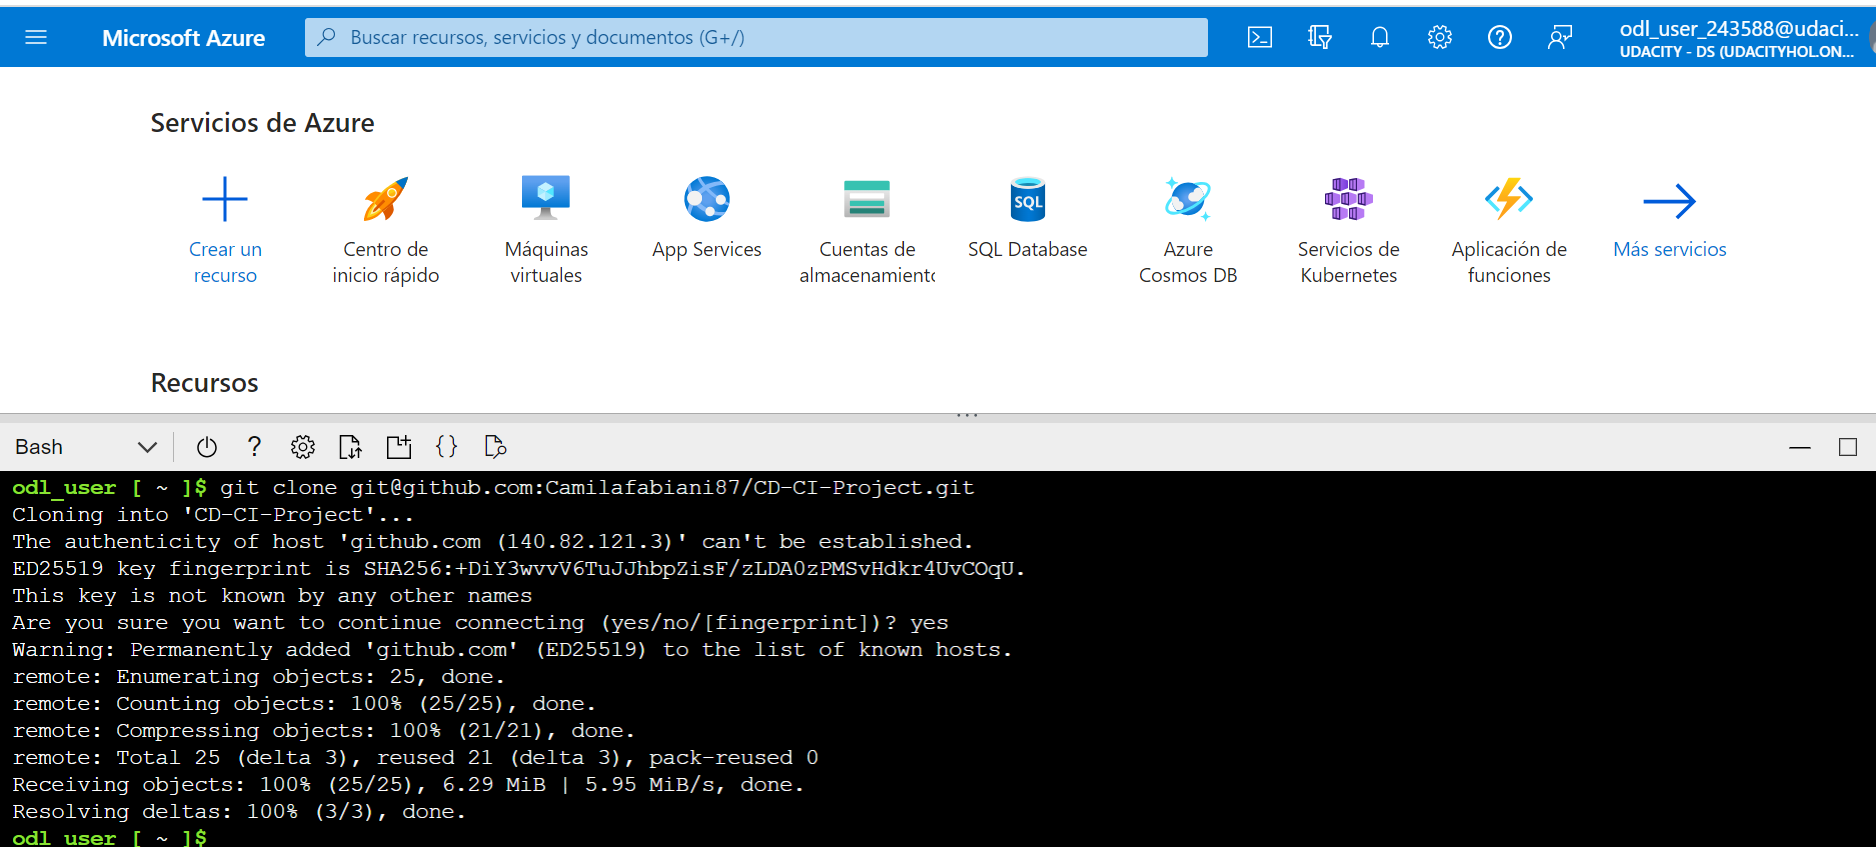 Microsoft Azure
Buscar recursos, servicios y documentos (G+/)
odl_user_243588@udaci...
UDACITY - DS (UDACITYHOL.ON...
Servicios de Azure
Crear un
recurso
Centro de
inicio rápido
Máquinas
virtuales
App Services
Cuentas de
almacenamiento
SQL
SQL Database
Azure
Cosmos DB
Servicios de
Kubernetes
Aplicación de
funciones
Más servicios
Recursos
Bash
odl_user [ ~ ]$ git clone git@github.com:Camilafabiani87/CD-CI-Project.git
Cloning into 'CD-CI-Project'...
The authenticity of host 'github.com (140.82.121.3)' can't be established.
ED25519 key fingerprint is SHA256:+DiY3wvvV6TuJJhbpZisF/zLDA0zPMSvHdkr4UvCOqU.
This key is not known by any other names
Are you sure you want to continue connecting (yes/no/[fingerprint])? yes
Warning: Permanently added 'github.com' (ED25519) to the list of known hosts.
remote: Enumerating objects: 25, done.
remote: Counting objects: 100% (25/25), done.
remote: Compressing objects: 100% (21/21), done.
remote: Total 25 (delta 3), reused 21 (delta 3), pack-reused 0
Receiving objects: 100% (25/25), 6.29 MiB | 5.95 MiB/s, done.
Resolving deltas: 100% (3/3), done.
odl_user [ ~ ]$